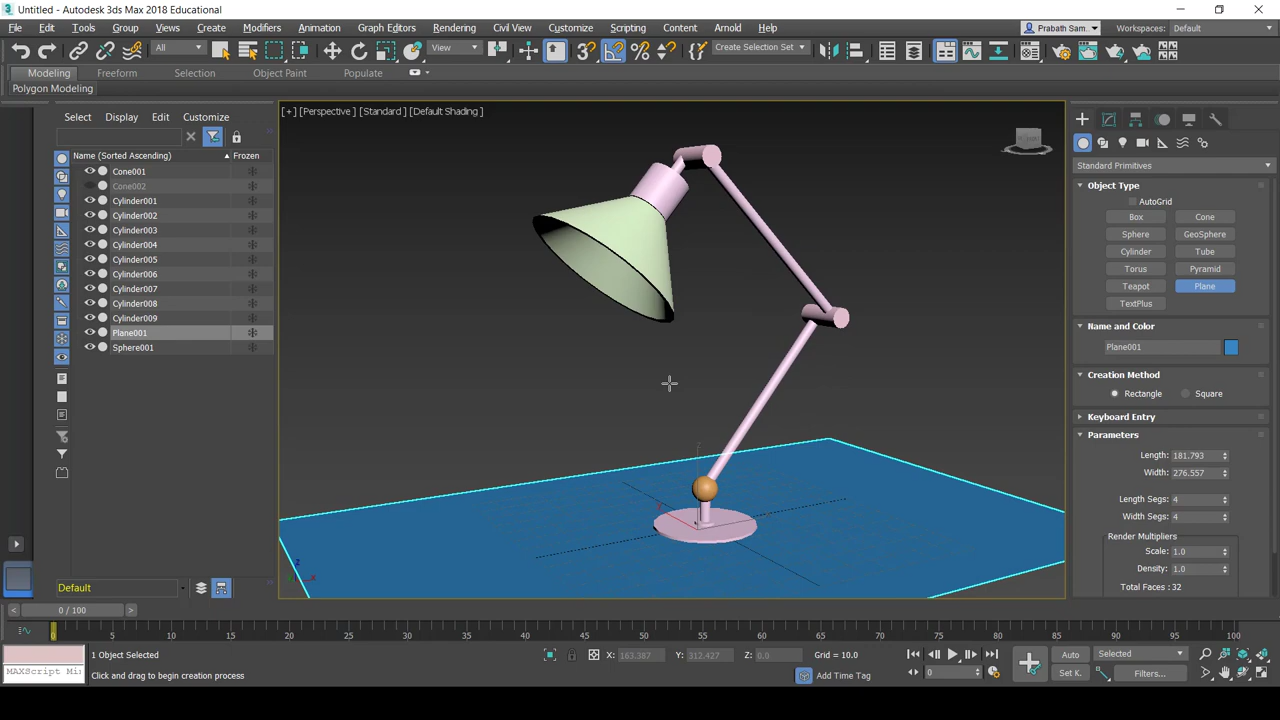 Untitled - Autodesk 3ds Max 2018 Educational
File Edit Tools Group Views Create Modifiers Animation Graph Editors Rendering Civil View Customize Scripting Content Arnold Help
Prabath Sam... Workspaces: Default
All View Create Selection Set
Modeling Freeform Selection Object Paint Populate
Polygon Modeling
Select Display Edit Customize
[+] [Perspective] [Standard] [Default Shading]
Name (Sorted Ascending) Frozen
Cone001
Cone002
Cylinder001
Cylinder002
Cylinder003
Cylinder004
Cylinder005
Cylinder006
Cylinder007
Cylinder008
Cylinder009
Plane001
Sphere001
Default
Standard Primitives
Object Type
AutoGrid
Box Cone
Sphere GeoSphere
Cylinder Tube
Torus Pyramid
Teapot Plane
TextPlus
Name and Color
Plane001
Creation Method
Rectangle Square
Keyboard Entry
Parameters
Length: 181.793
Width: 276.557
Length Segs: 4
Width Segs: 4
Render Multipliers
Scale: 1.0
Density: 1.0
Total Faces: 32
0 / 100
0 5 10 15 20 25 30 35 40 45 50 55 60 65 70 75 80 85 90 95 100
1 Object Selected X: 163.387 Y: 312.427 Z: 0.0 Grid = 10.0 Auto Selected
MAXScript Mi: Click and drag to begin creation process Add Time Tag 0 Set K. Filters...